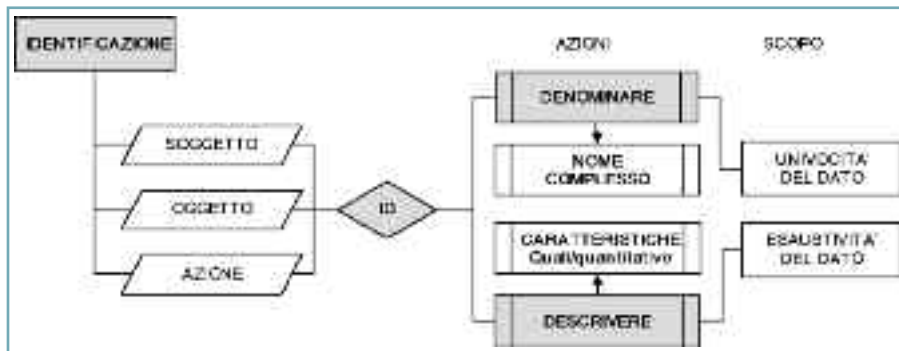 IDENTIFICAZIONE
AZIONI
SCOPO
DENOMINARE
SOGGETTO
NOME
COMPLESSO
UNIVOCITA'
DEL DATO
OGGETTO
ID
CARATTERISTICHE
Quali/quantitative
ESAUSTIVITA'
DEL DATO
AZIONE
DESCRIVERE